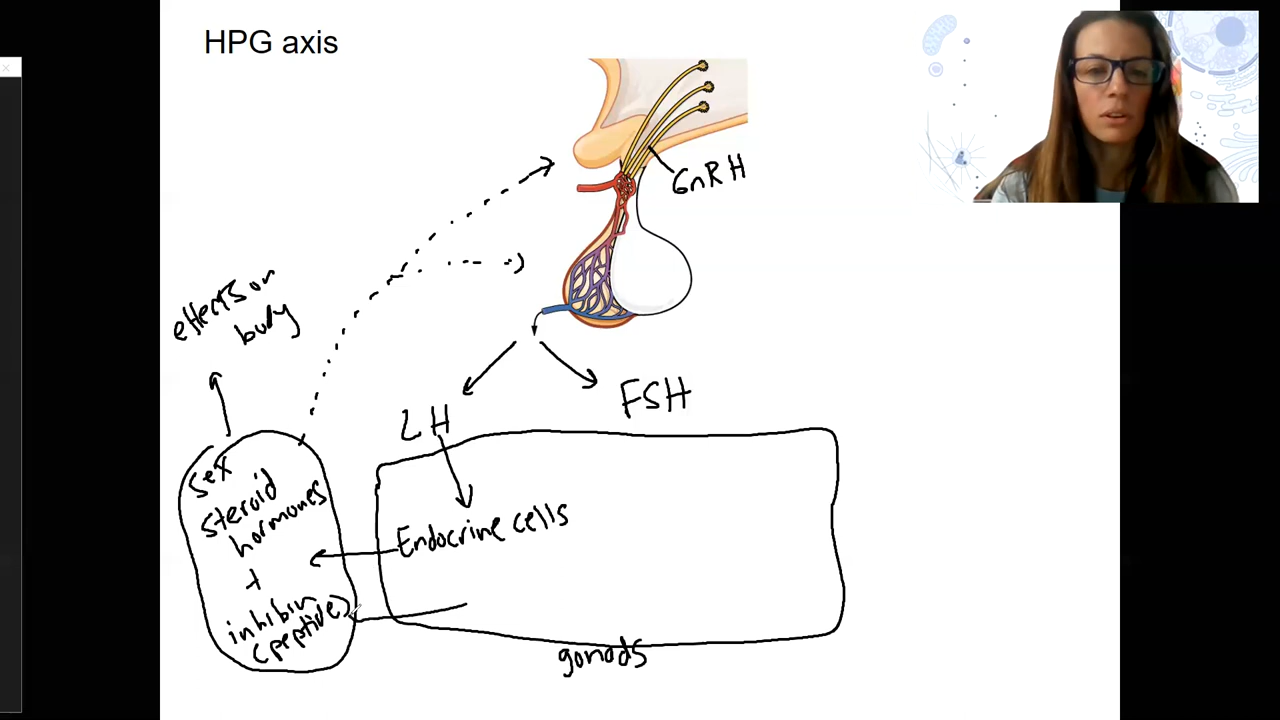 HPG axis
GnRH
effects on
body
LH
FSH
sex
steroid
hormones
+
inhibin
(peptide)
Endocrine cells
gonads